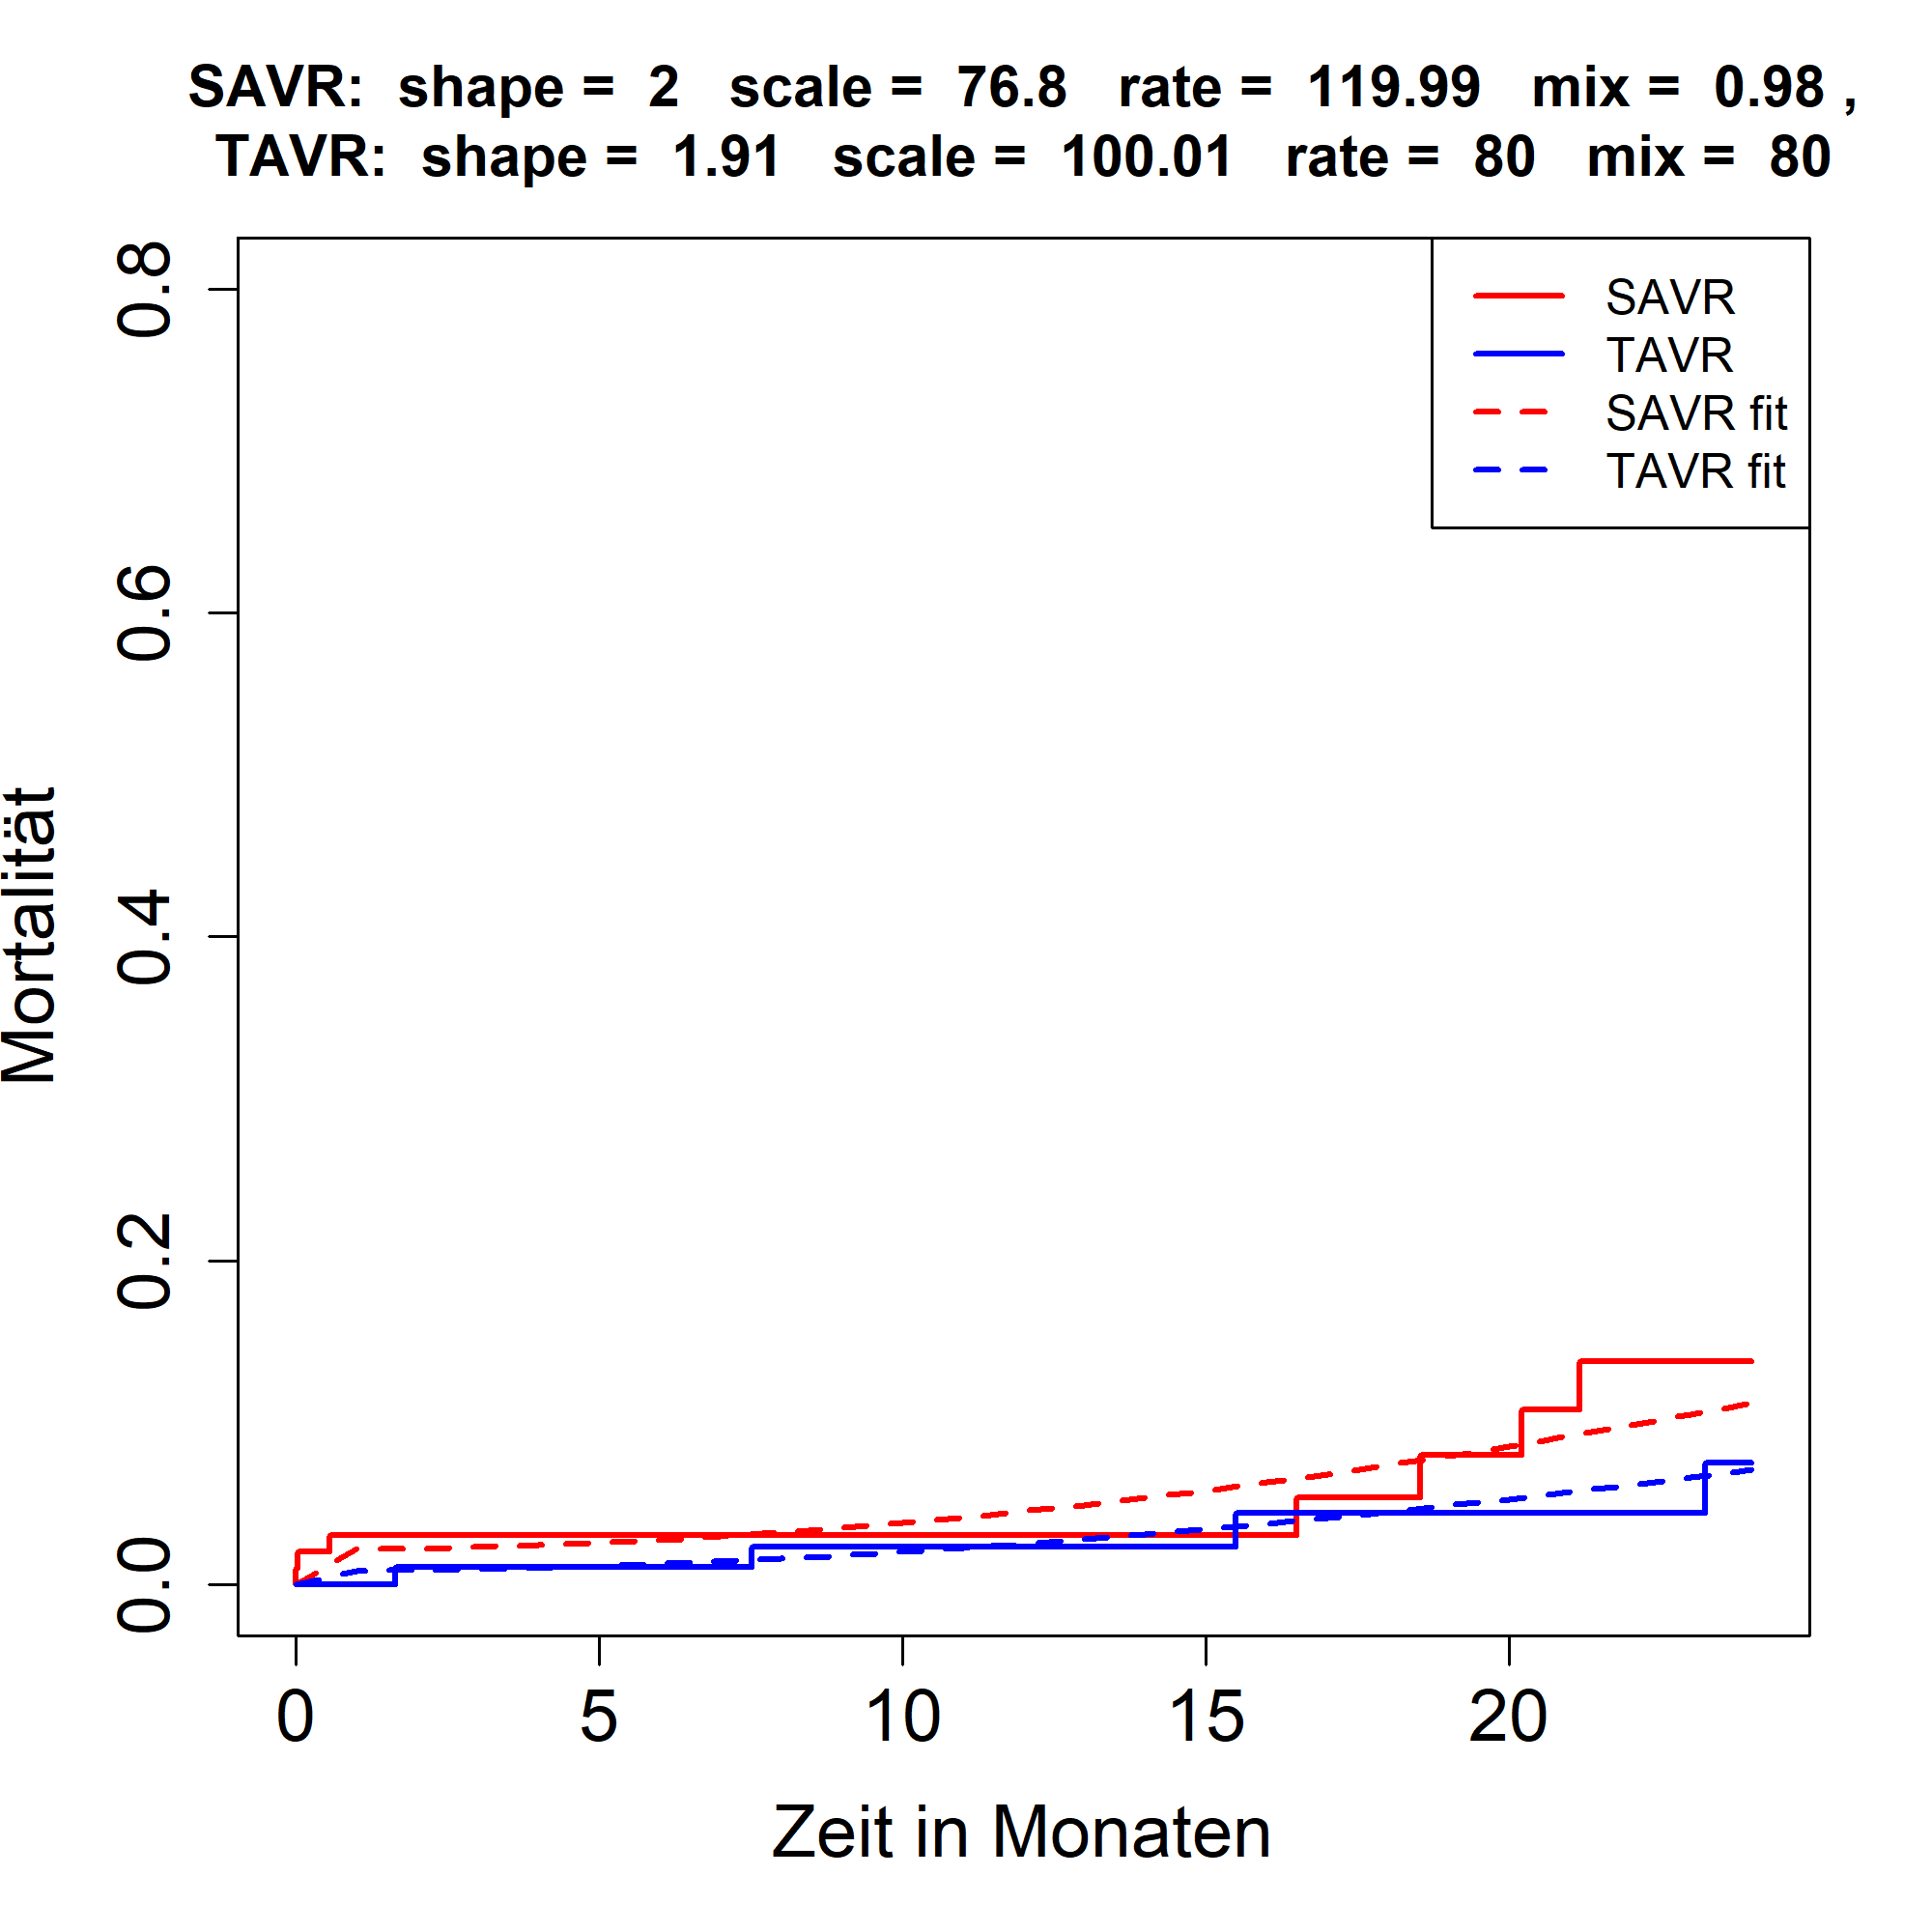 SAVR: shape = 2 scale = 76.8 rate = 119.99 mix = 0.98 ,
TAVR: shape = 1.91 scale = 100.01 rate = 80 mix = 80
SAVR
TAVR
SAVR fit
TAVR fit
0.8
0.6
0.4
0.2
0.0
Mortalität
0 5 10 15 20
Zeit in Monaten